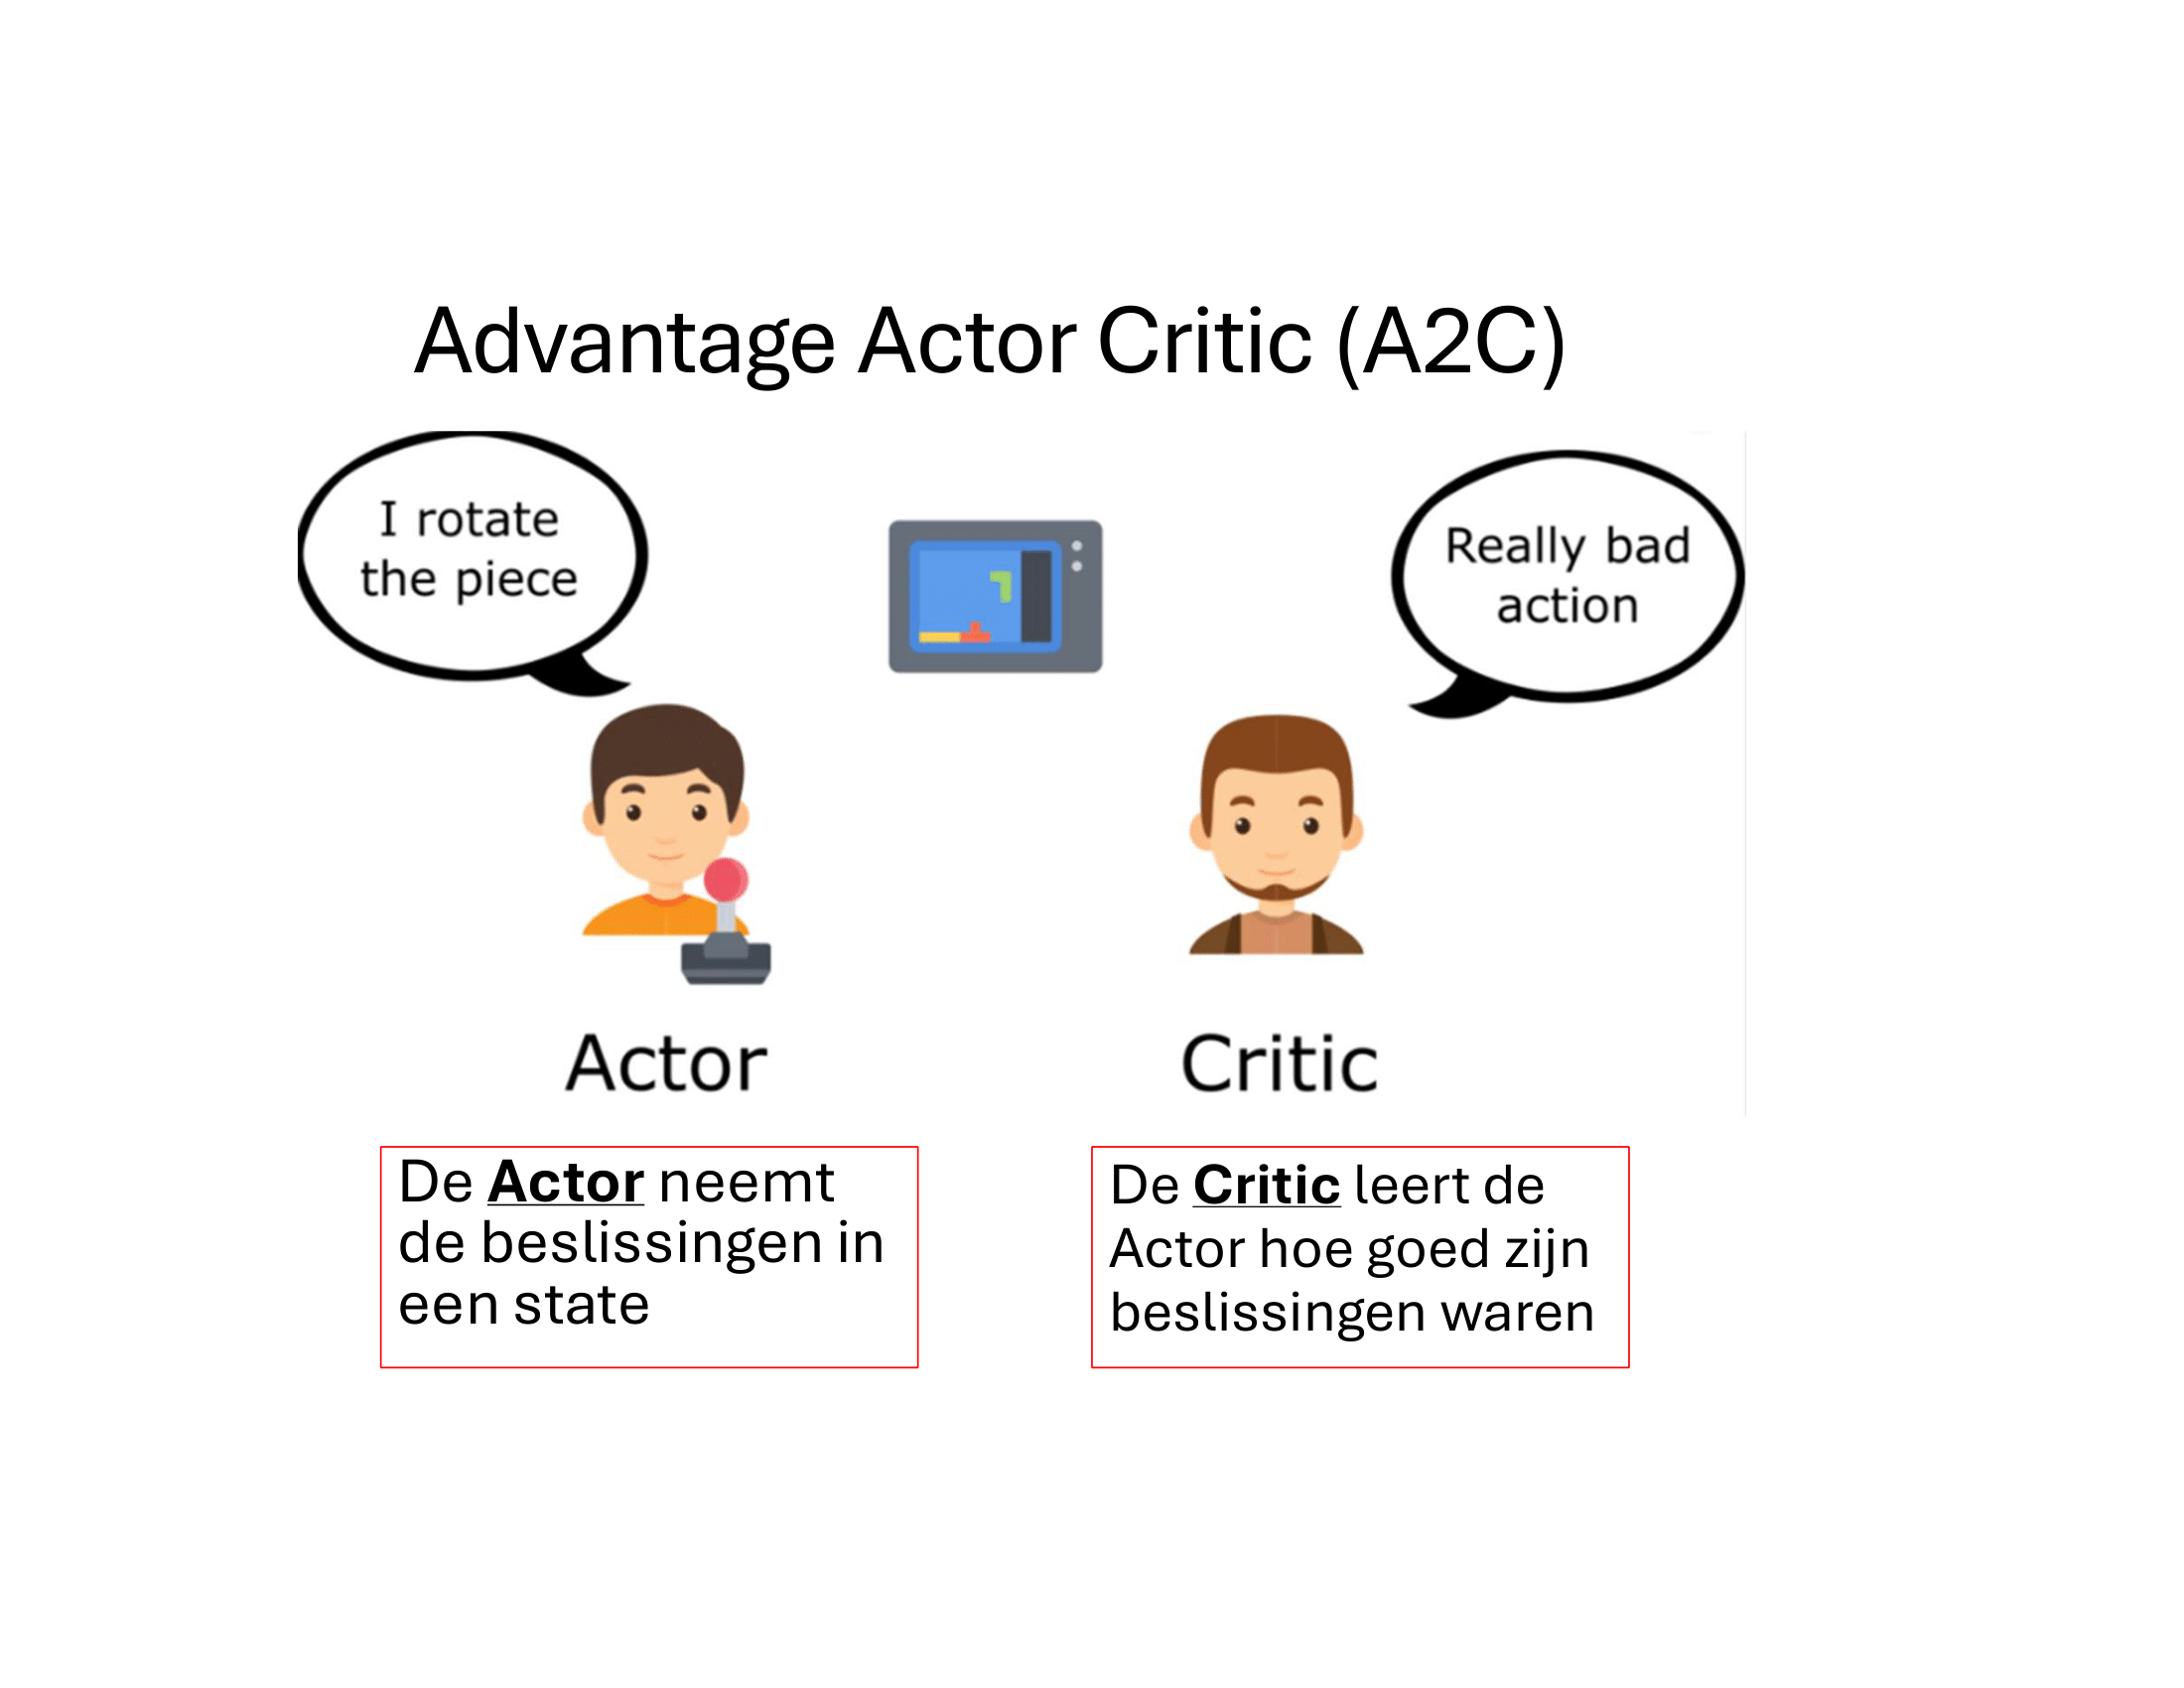 Advantage Actor Critic (A2C)
I rotate
the piece
Really bad
action
Actor
Critic
De Actor neemt
de beslissingen in
een state
De Critic leert de
Actor hoe goed zijn
beslissingen waren